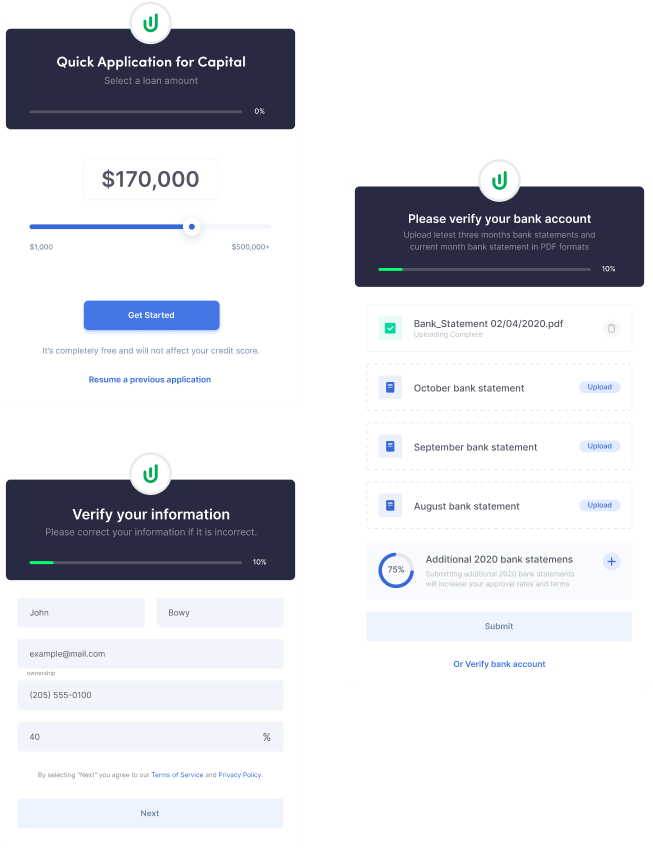 Quick Application for Capital
Select a loan amount
0%
$170,000
$1,000 $500,000+
Get Started
It's completely free and will not affect your credit score.
Resume a previous application
Verify your information
Please correct your information if it is incorrect.
10%
John Bowy
example@mail.com
ownership
(205) 555-0100
40 %
By selecting "Next" you agree to our Terms of Service and Privacy Policy.
Next
Please verify your bank account
Upload letest three months bank statements and
current month bank statement in PDF formats
10%
Bank_Statement 02/04/2020.pdf
Uploading Complete
October bank statement Upload
September bank statement Upload
August bank statement Upload
75%
Additional 2020 bank statemens
Submitting additional 2020 bank statements
will increase your approval rates and terms
Submit
Or Verify bank account